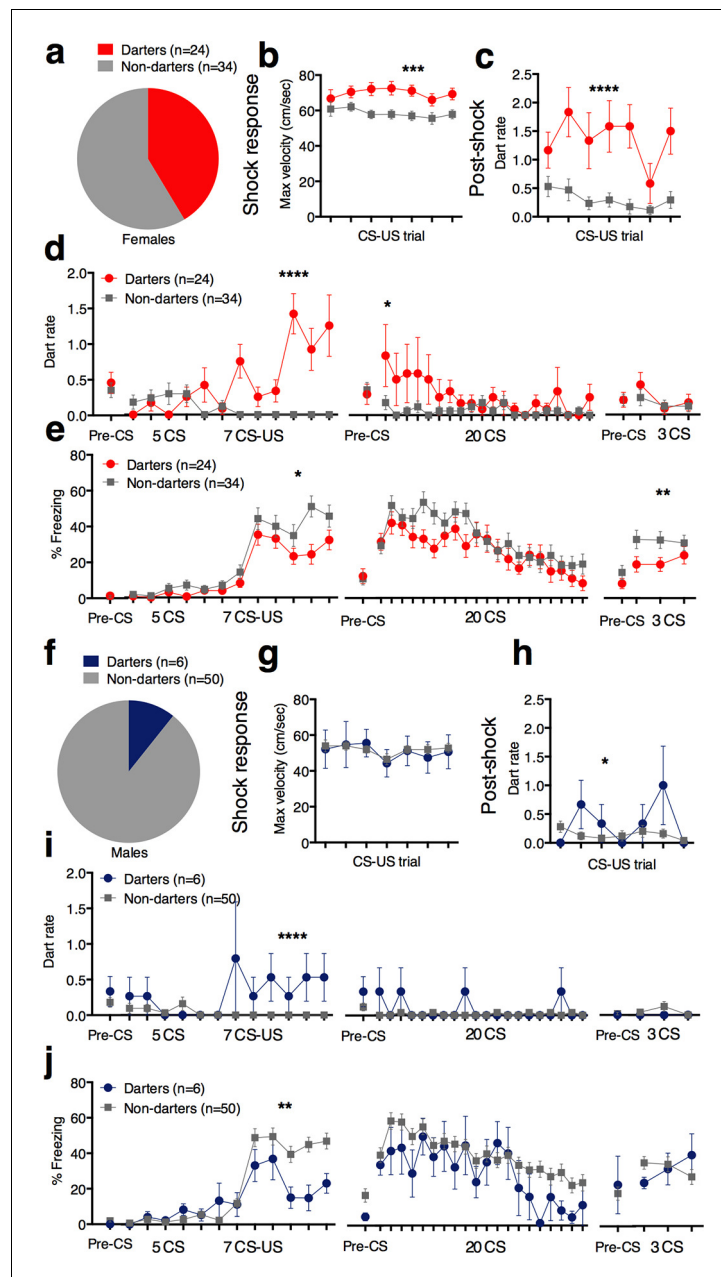 a
Darters (n=24)
Non-darters (n=34)
Females
b
Shock response
Max velocity (cm/sec)
80
60
40
20
0
***
CS-US trial
c
Post-shock
Dart rate
2.5
2.0
1.5
1.0
0.5
0.0
****
CS-US trial
d
Darters (n=24)
Non-darters (n=34)
Dart rate
2.0
1.5
1.0
0.5
0.0
****
*
Pre-CS 5 CS 7 CS-US
Pre-CS 20CS
Pre-CS 3 CS
e
Darters (n=24)
Non-darters (n=34)
% Freezing
80
60
40
20
0
*
**
Pre-CS 5 CS 7 CS-US
Pre-CS 20CS
Pre-CS 3 CS
f
Darters (n=6)
Non-darters (n=50)
Males
g
Shock response
Max velocity (cm/sec)
80
60
40
20
0
CS-US trial
h
Post-shock
Dart rate
2.5
2.0
1.5
1.0
0.5
0.0
*
CS-US trial
i
Darters (n=6)
Non-darters (n=50)
Dart rate
2.0
1.5
1.0
0.5
0.0
****
Pre-CS 5 CS 7 CS-US
Pre-CS 20CS
Pre-CS 3 CS
j
Darters (n=6)
Non-darters (n=50)
% Freezing
80
60
40
20
0
**
Pre-CS 5 CS 7 CS-US
Pre-CS 20CS
Pre-CS 3 CS